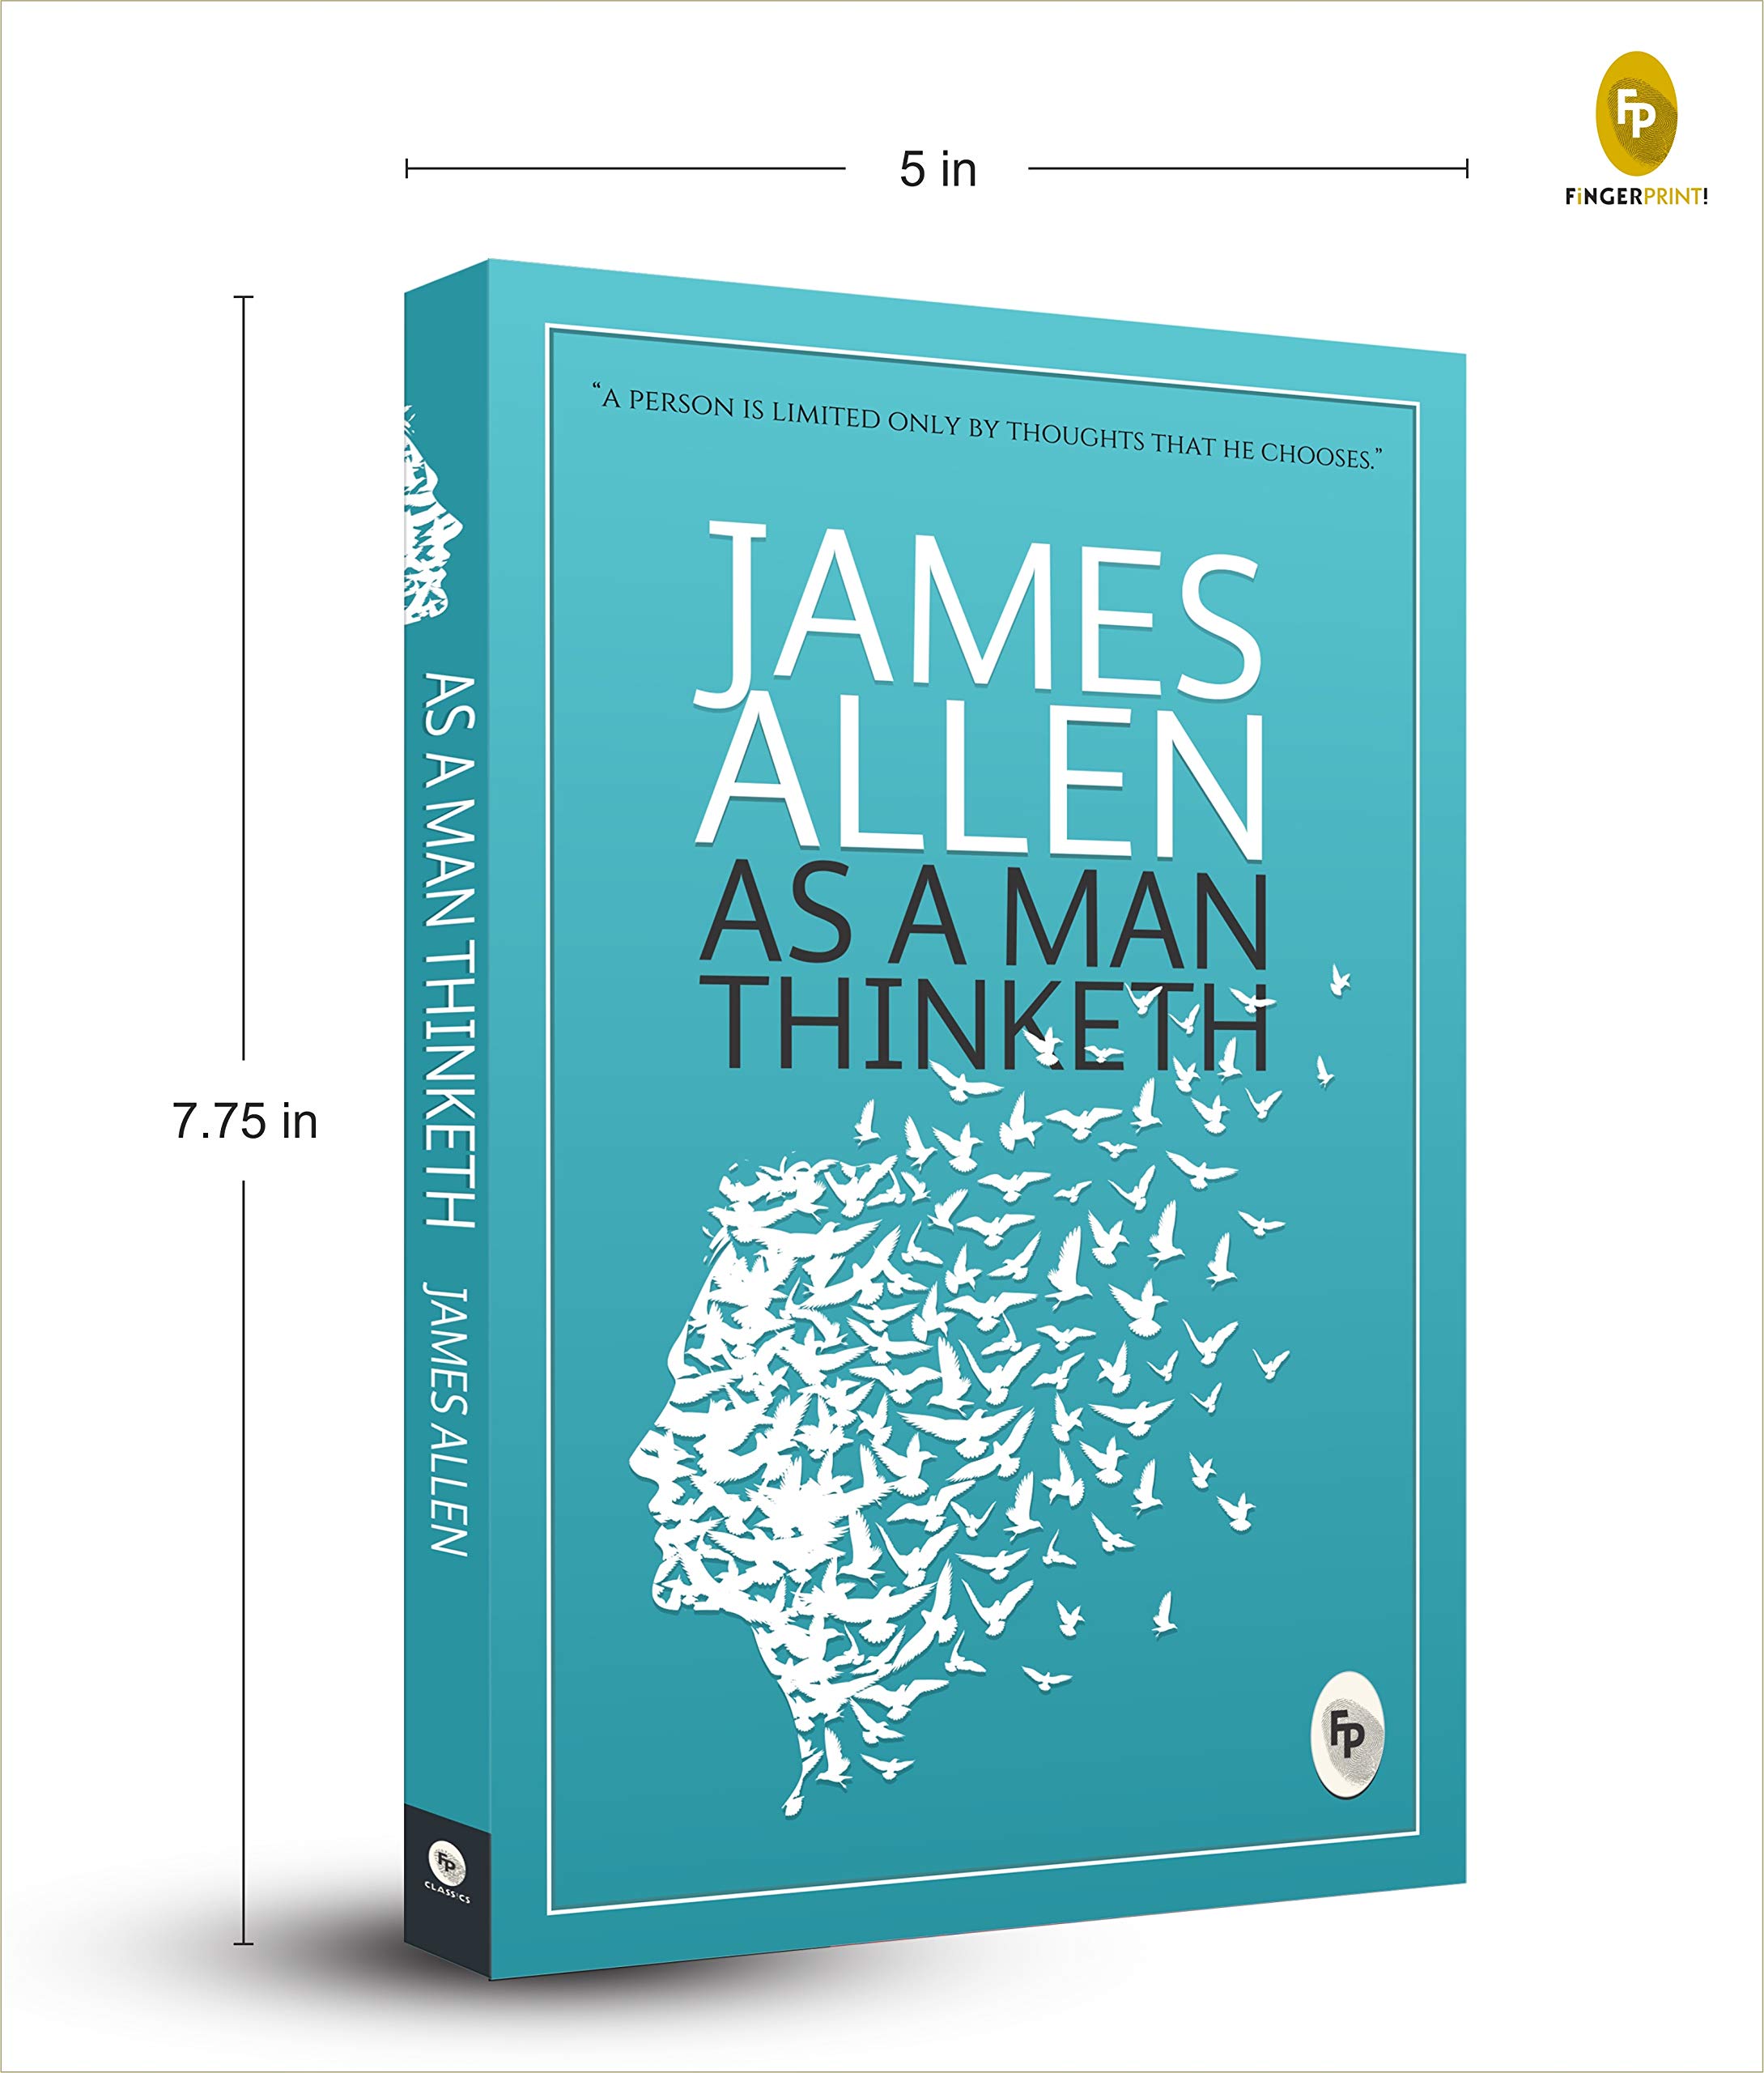 FP
FiNGERPRINT!
5 in
7.75 in
“A PERSON IS LIMITED ONLY BY THOUGHTS THAT HE CHOOSES.”
JAMES
ALLEN
AS A MAN
THINKETH
FP
AS A MAN THINKETH JAMES ALLEN
FP
CLASSICS